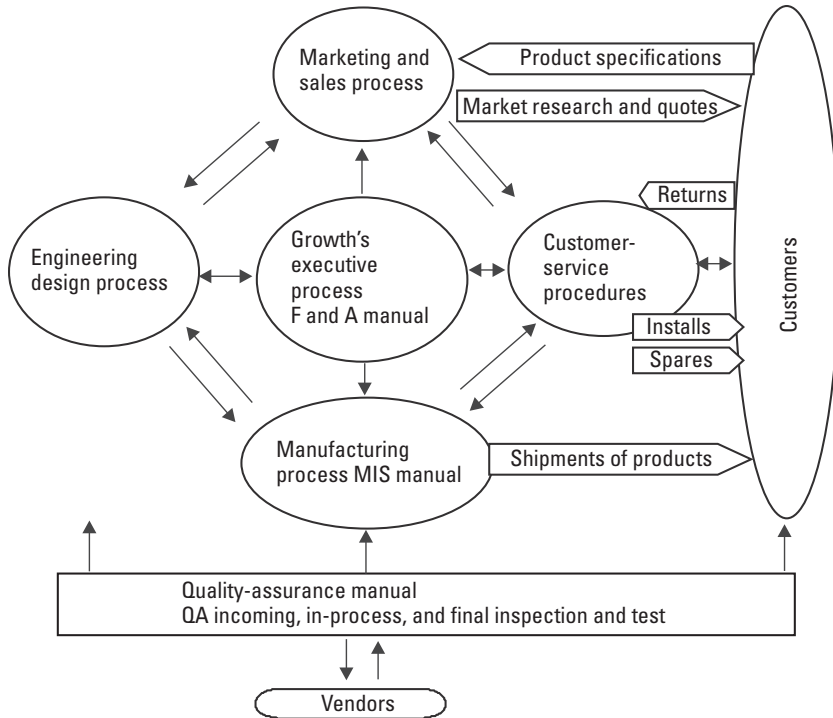 Marketing and
sales process
Product specifications
Market research and quotes
Returns
Engineering
design process
Growth's
executive
process
F and A manual
Customer-
service
procedures
Customers
Installs
Spares
Manufacturing
process MIS manual
Shipments of products
Quality-assurance manual
QA incoming, in-process, and final inspection and test
Vendors